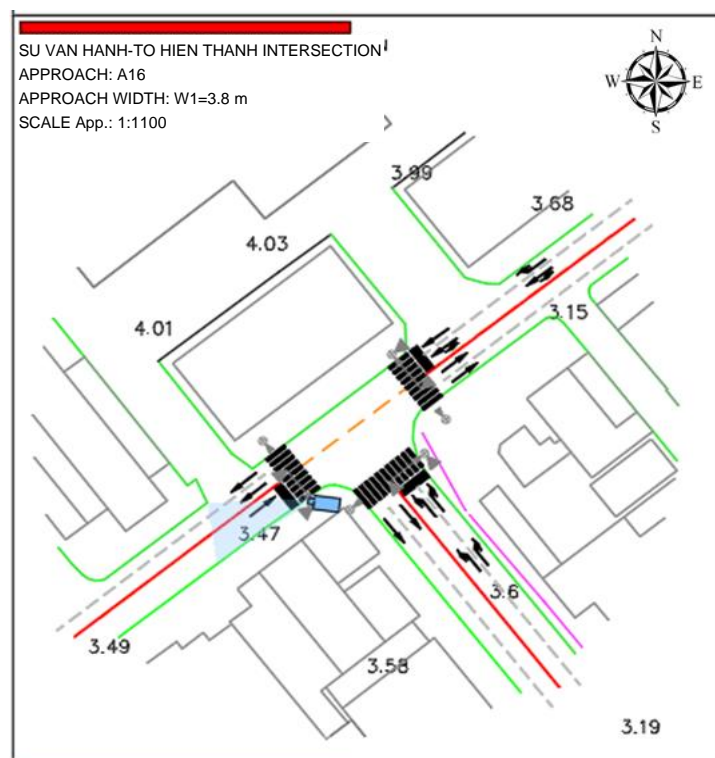 SU VAN HANH-TO HIEN THANH INTERSECTION
APPROACH: A16
APPROACH WIDTH: W1=3.8 m
SCALE App.: 1:1100
N
W E
S
3.99
3.68
4.03
3.15
4.01
3.47
3.6
3.49
3.53
3.19